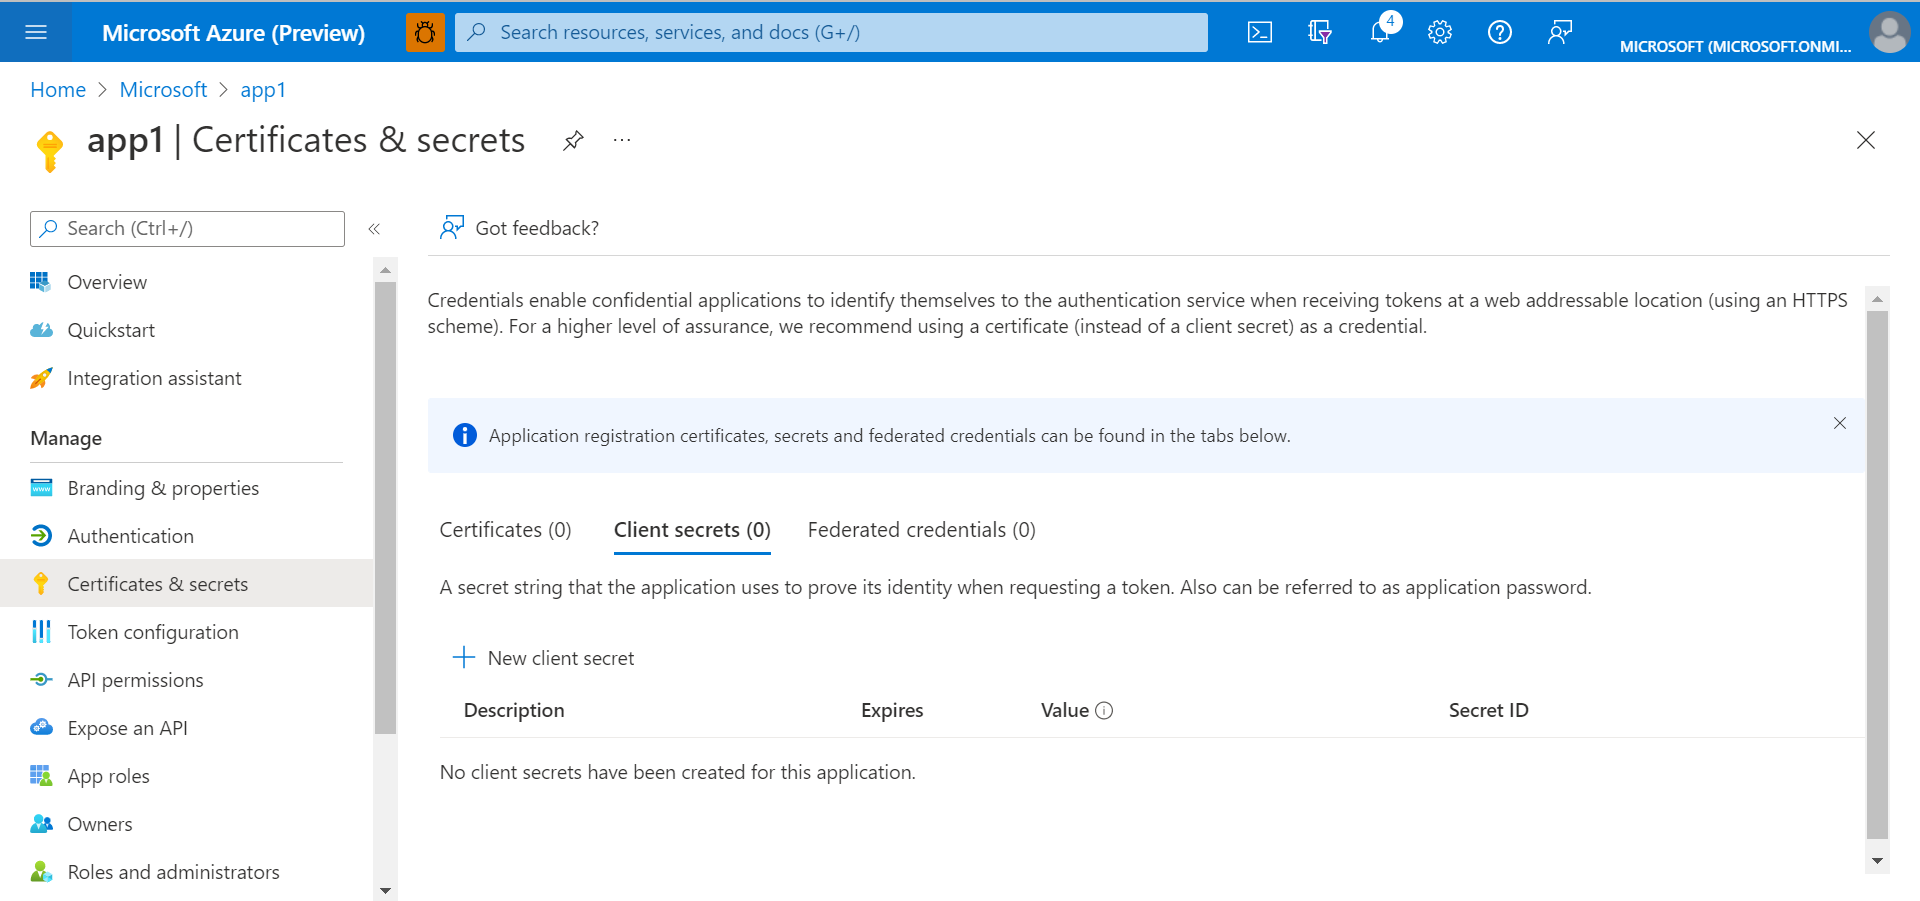 Microsoft Azure (Preview)
Search resources, services, and docs (G+/)
4
MICROSOFT (MICROSOFT.ONMI...
Home > Microsoft > app1
app1 | Certificates & secrets
...
Search (Ctrl+/)
«
Overview
Quickstart
Integration assistant
Manage
Branding & properties
Authentication
Certificates & secrets
Token configuration
API permissions
Expose an API
App roles
Owners
Roles and administrators
Got feedback?
Credentials enable confidential applications to identify themselves to the authentication service when receiving tokens at a web addressable location (using an HTTPS
scheme). For a higher level of assurance, we recommend using a certificate (instead of a client secret) as a credential.
Application registration certificates, secrets and federated credentials can be found in the tabs below.
Certificates (0)
Client secrets (0)
Federated credentials (0)
A secret string that the application uses to prove its identity when requesting a token. Also can be referred to as application password.
New client secret
Description
Expires
Value
Secret ID
No client secrets have been created for this application.